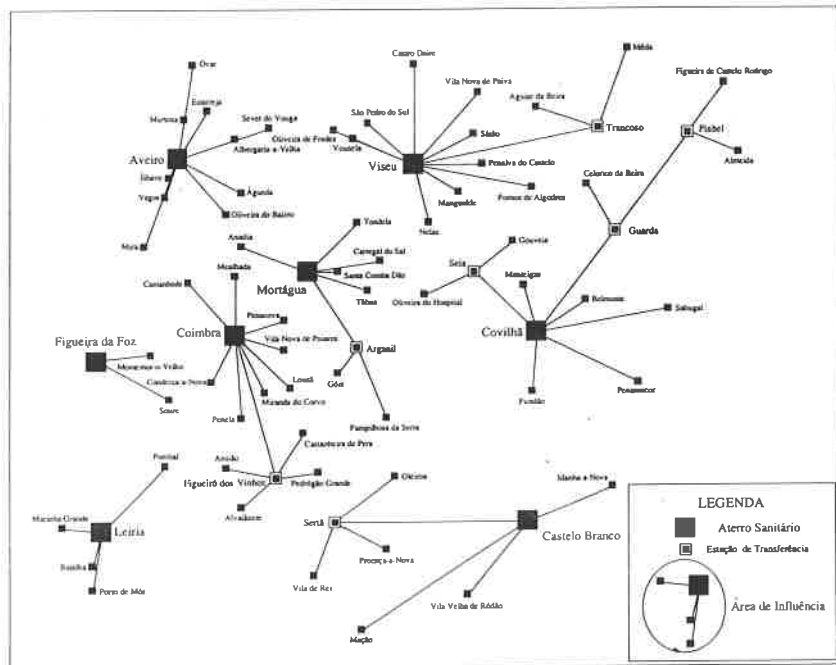 Castro Daire
Mêda
Ovar
Figueira de Castelo Rodrigo
Estarreja
Vila Nova de Paiva
Aguiar da Beira
São Pedro do Sul
Murtosa
Sever do Vouga
Oliveira de Frades
Sátão
Trancoso
Pinhel
Albergaria-a-Velha
Vouzela
Aveiro
Viseu
Penalva do Castelo
Almeida
Ílhavo
Celorico da Beira
Vagos
Águeda
Mangualde
Fornos de Algodres
Oliveira do Bairro
Nelas
Tondela
Guarda
Mira
Anadia
Gouveia
Carregal do Sal
Seia
Mealhada
Santa Comba Dão
Manteigas
Cantanhede
Mortágua
Tábua
Oliveira do Hospital
Belmonte
Sabugal
Penacova
Coimbra
Vila Nova de Poiares
Covilhã
Figueira da Foz
Arganil
Montemor-o-Velho
Góis
Lousã
Condeixa-a-Nova
Miranda do Corvo
Penamacor
Soure
Fundão
Penela
Pampilhosa da Serra
Castanheira de Pera
Pombal
Ansião
Figueiró dos Vinhos
Pedrógão Grande
Oleiros
Idanha-a-Nova
Alvaiázere
Marinha Grande
Sertã
Leiria
Castelo Branco
Proença-a-Nova
Batalha
Vila de Rei
Porto de Mós
Vila Velha de Ródão
Mação
LEGENDA
Aterro Sanitário
Estação de Transferência
Área de Influência